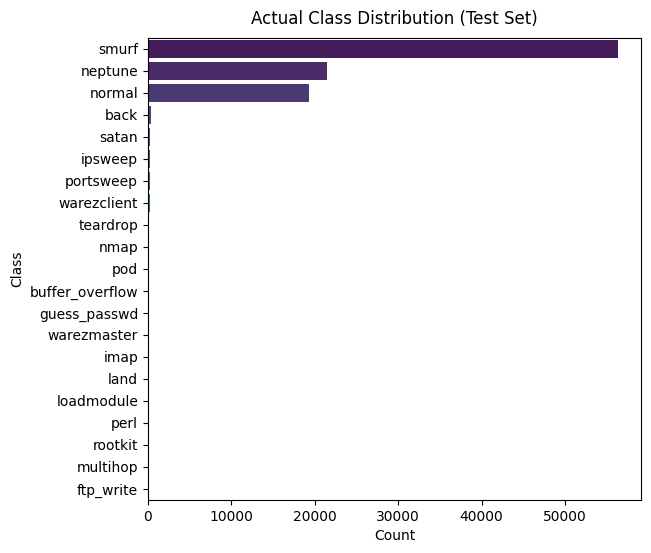 Actual Class Distribution (Test Set)
smurf
neptune
normal
back
satan
ipsweep
portsweep
warezclient
teardrop
nmap
pod
buffer_overflow
guess_passwd
warezmaster
imap
land
loadmodule
perl
rootkit
multihop
ftp_write
Class
0 10000 20000 30000 40000 50000
Count